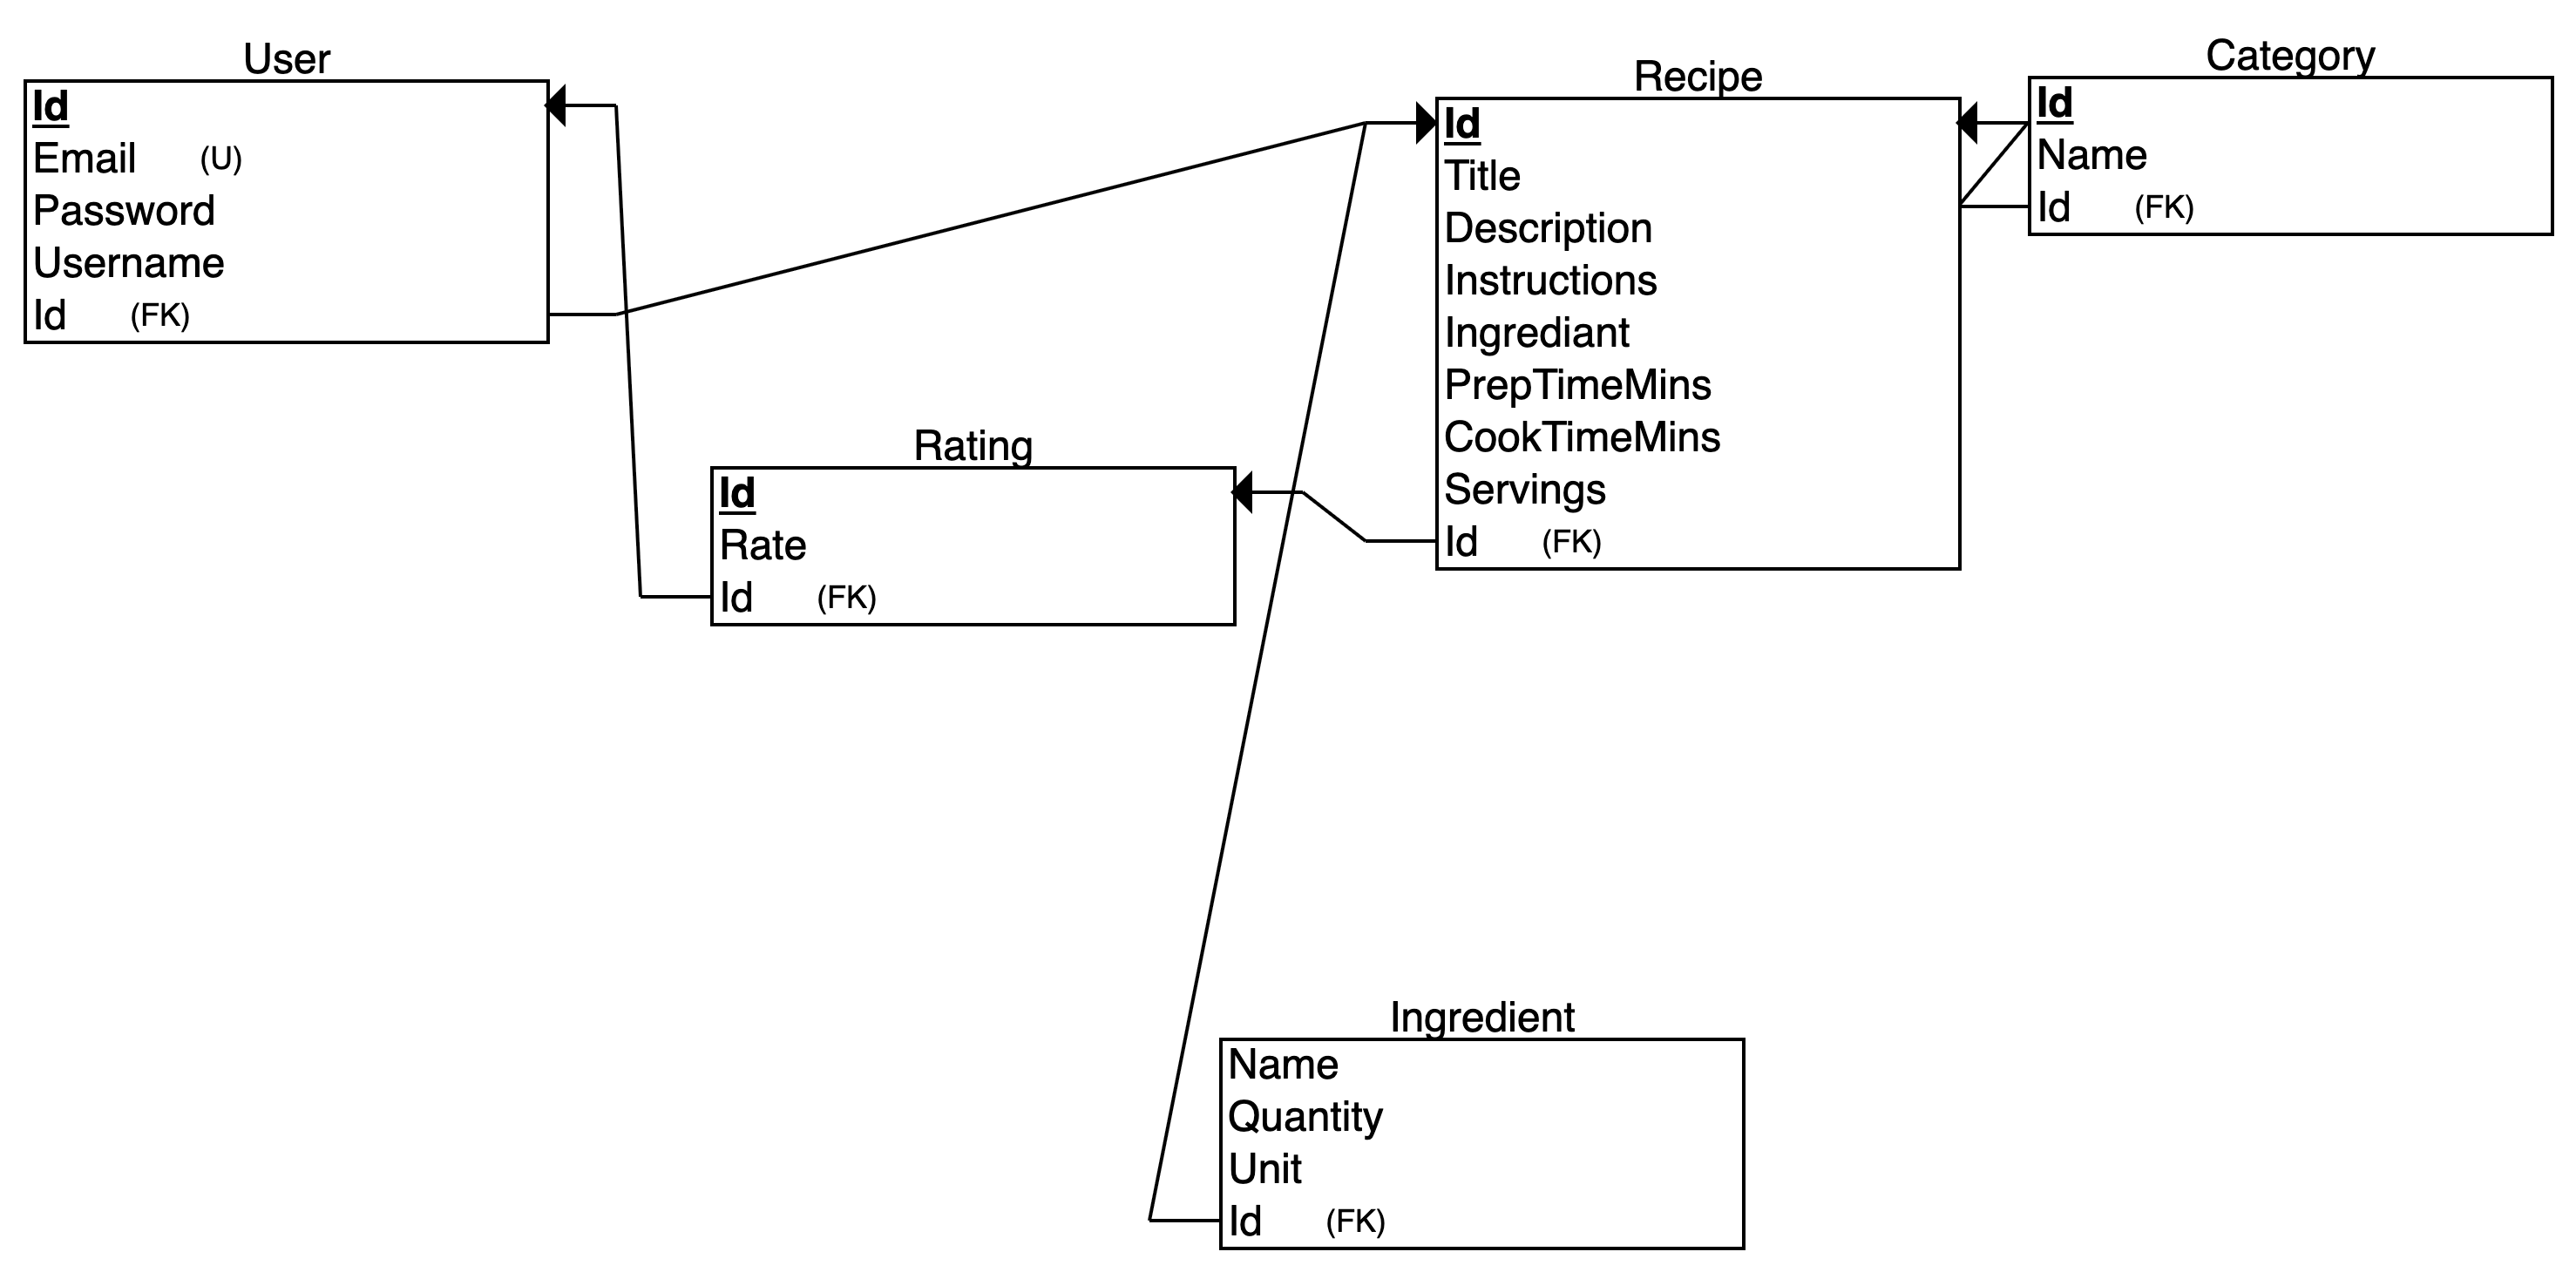 User
Id
Email (U)
Password
Username
Id (FK)
Recipe
Id
Title
Description
Instructions
Ingrediant
PrepTimeMins
CookTimeMins
Servings
Id (FK)
Category
Id
Name
Id (FK)
Rating
Id
Rate
Id (FK)
Ingredient
Name
Quantity
Unit
Id (FK)